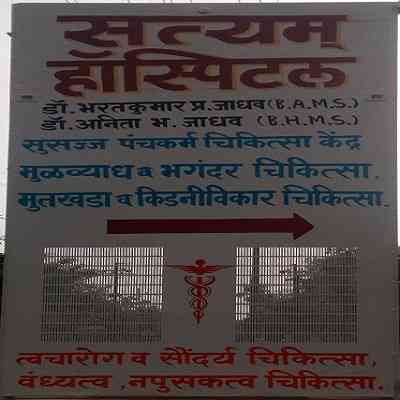 सत्यम्
हॉस्पिटल
डॉ. भरतकुमार प्र. जाधव (B.A.M.S.)
डॉ. अनिता भ. जाधव (B.H.M.S.)
सुसज्ज पंचकर्म चिकित्सा केंद्र
मुळव्याध व भगंदर चिकित्सा,
मुतखडा व किडनीविकार चिकित्सा.
त्वचारोग व सौंदर्य चिकित्सा,
वंध्यत्व, नपुसकत्व चिकित्सा.